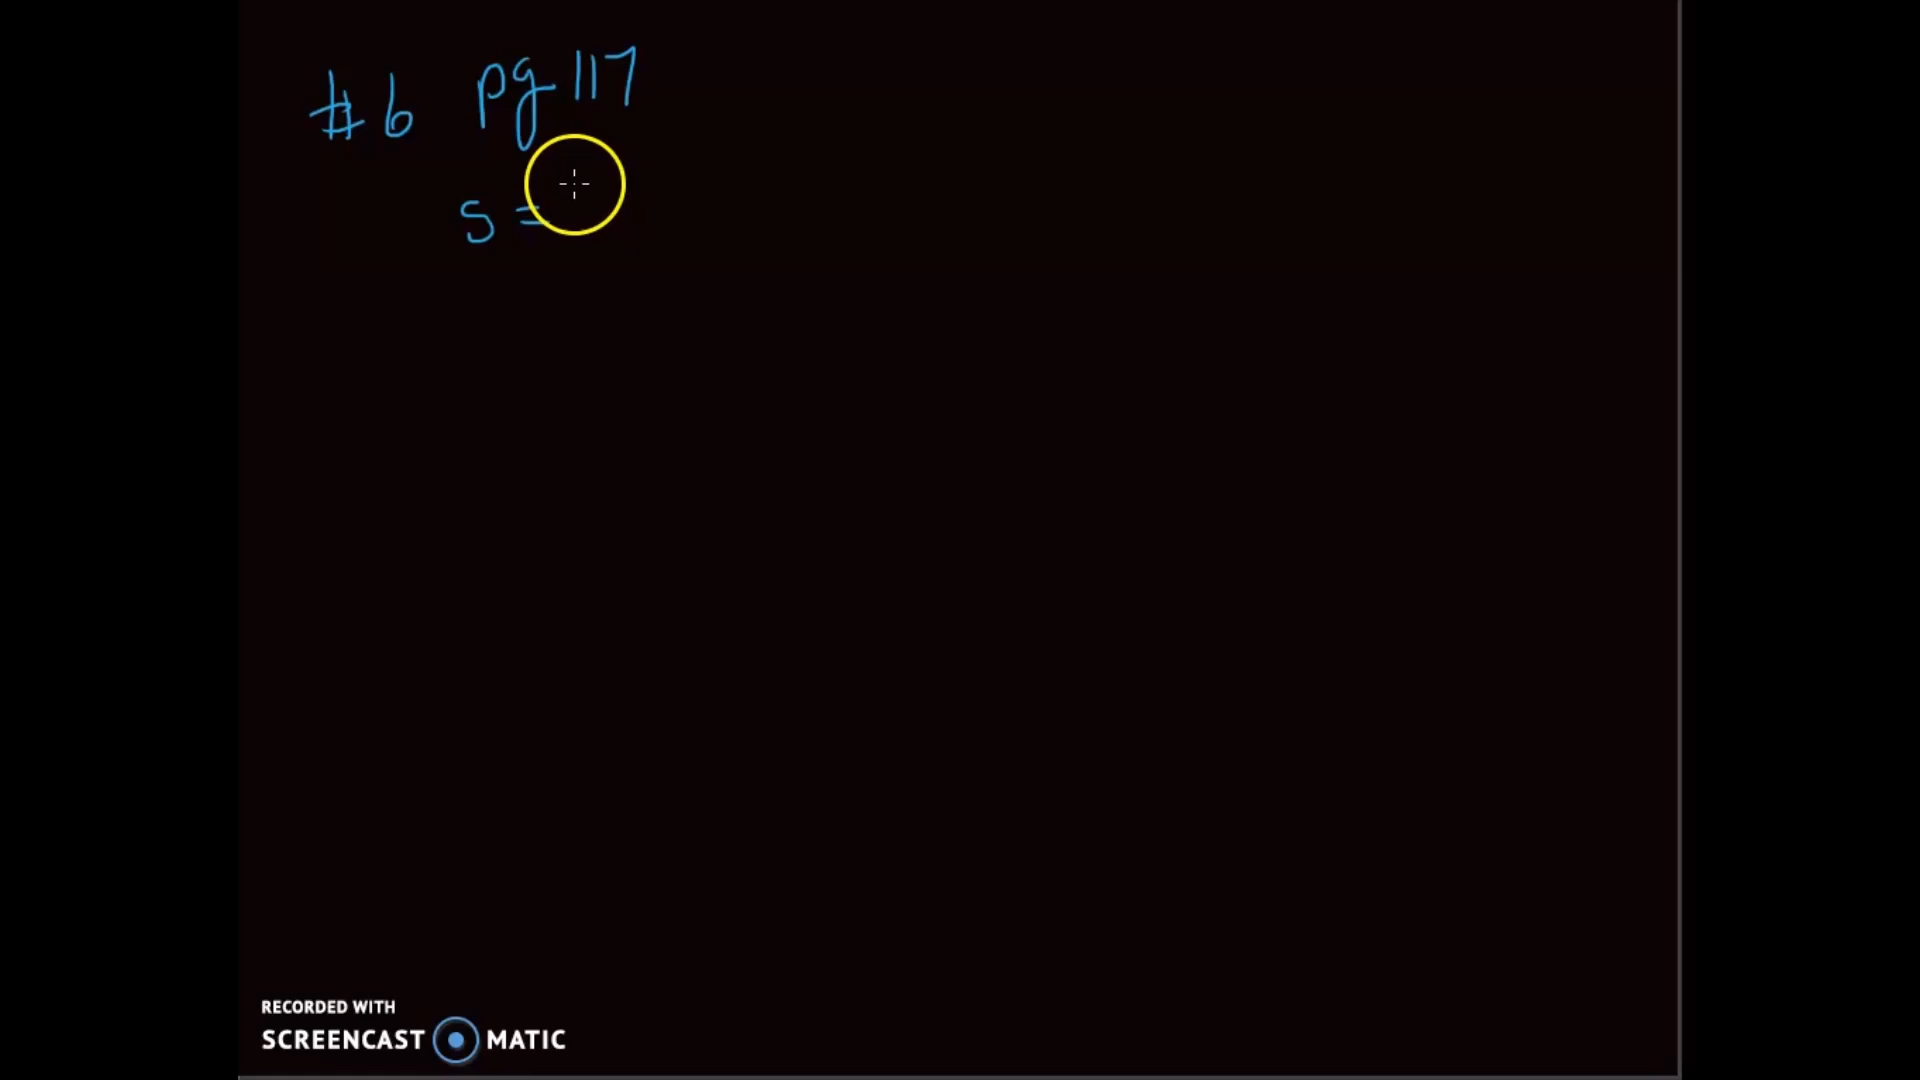 #6 pg 117
s =
RECORDED WITH
SCREENCAST MATIC